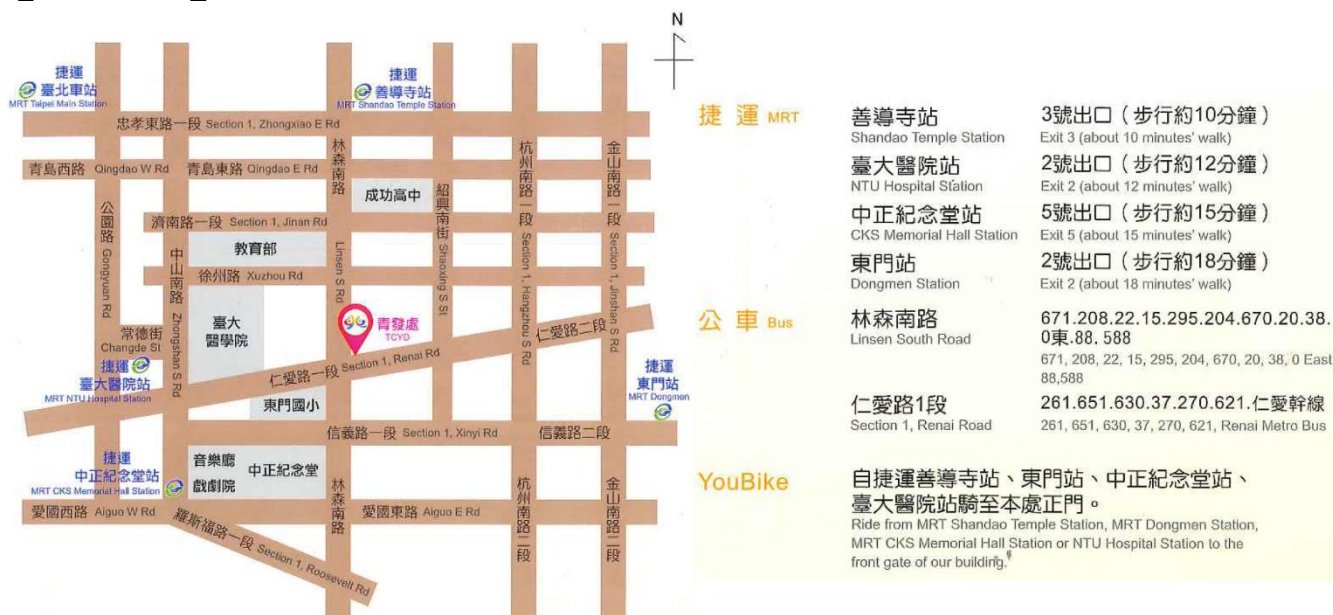 N
捷運
臺北車站
MRT Taipei Main Station
捷運
善導寺站
MRT Shandao Temple Station
忠孝東路一段 Section 1, Zhongxiao E Rd
青島西路 Qingdao W Rd
青島東路 Qingdao E Rd
林森南路
Linsen S Rd
成功高中
紹興南街 Shaoxing S St
杭州南路一段 Section 1, Hangzhou S Rd
金山南路一段 Section 1, Jinshan S Rd
公園路 Gongyuan Rd
濟南路一段 Section 1, Jinan Rd
中山南路 Zhongshan S Rd
教育部
徐州路 Xuzhou Rd
臺大
醫學院
青發處
TCYD
常德街
Changde St
捷運
臺大醫院站
MRT NTU Hospital Station
仁愛路一段 Section 1, Renai Rd
仁愛路二段
捷運
東門站
MRT Dongmen
東門國小
信義路一段 Section 1, Xinyi Rd
信義路二段
捷運
中正紀念堂站
MRT CKS Memorial Hall Station
音樂廳
戲劇院
中正紀念堂
林森南路
杭州南路二段
金山南路二段
愛國西路 Aiguo W Rd
愛國東路 Aiguo E Rd
羅斯福路一段 Section 1, Roosevelt Rd
捷運 MRT
善導寺站
3號出口（步行約10分鐘）
Shandao Temple Station
Exit 3 (about 10 minutes' walk)
臺大醫院站
2號出口（步行約12分鐘）
NTU Hospital Station
Exit 2 (about 12 minutes' walk)
中正紀念堂站
5號出口（步行約15分鐘）
CKS Memorial Hall Station
Exit 5 (about 15 minutes' walk)
東門站
2號出口（步行約18分鐘）
Dongmen Station
Exit 2 (about 18 minutes' walk)
公車 Bus
林森南路
671.208.22.15.295.204.670.20.38.
0東.88. 588
Linsen South Road
671, 208, 22, 15, 295, 204, 670, 20, 38, 0 East
88,588
仁愛路1段
261.651.630.37.270.621.仁愛幹線
Section 1, Renai Road
261, 651, 630, 37, 270, 621, Renai Metro Bus
YouBike
自捷運善導寺站、東門站、中正紀念堂站、
臺大醫院站騎至本處正門。
Ride from MRT Shandao Temple Station, MRT Dongmen Station,
MRT CKS Memorial Hall Station or NTU Hospital Station to the
front gate of our building.